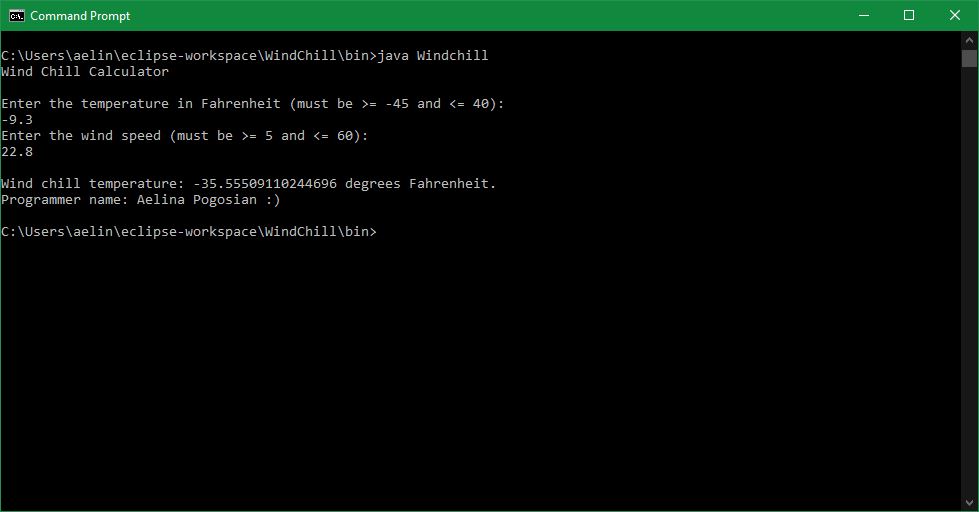 Command Prompt
C:\Users\aelin\eclipse-workspace\WindChill\bin>java Windchill
Wind Chill Calculator
Enter the temperature in Fahrenheit (must be >= -45 and <= 40):
-9.3
Enter the wind speed (must be >= 5 and <= 60):
22.8
Wind chill temperature: -35.55509110244696 degrees Fahrenheit.
Programmer name: Aelina Pogosian :)
C:\Users\aelin\eclipse-workspace\WindChill\bin>